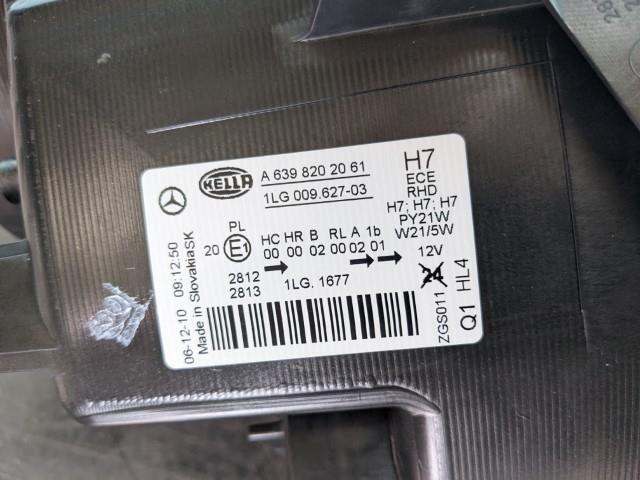 HELLA
A 639 820 20 61
1LG 009.627-03
H7
ECE
RHD
H7; H7; H7
PY21W
W21/5W
12V
PL
20 E1
HC HR B RL A 1b
00 00 02 00 02 01
2812
2813
1LG. 1677
06-12-10 09:12:50
Made in SlovakiaSK
ZGS011
Q1 HL4